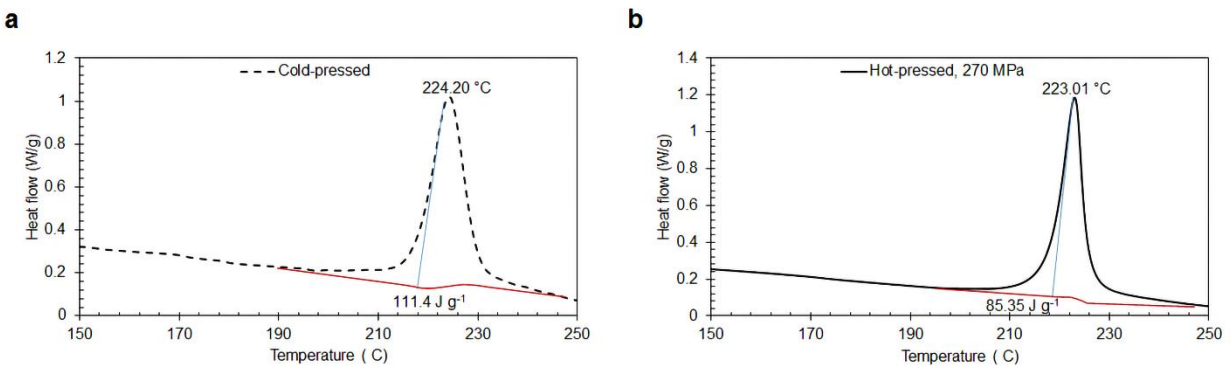 a
1.2
1
0.8
0.6
0.4
0.2
0
Heat flow (W/g)
Cold-pressed
224.20 °C
111.4 J g-1
150
170
190
210
230
250
Temperature ( C)
b
1.4
1.2
1
0.8
0.6
0.4
0.2
0
Heat flow (W/g)
Hot-pressed, 270 MPa
223.01 °C
85.35 J g-1
150
170
190
210
230
250
Temperature ( C)